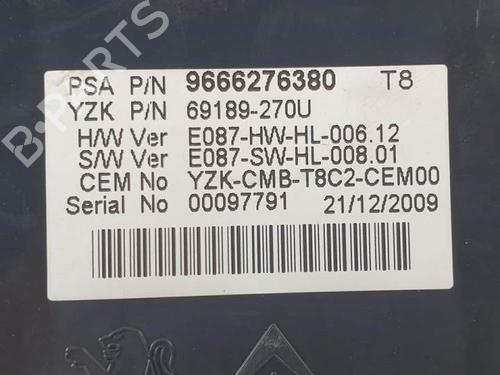 PSA P/N 9666276380 T8
YZK P/N 69189-270U
H/W Ver E087-HW-HL-006.12
S/W Ver E087-SW-HL-008.01
CEM No YZK-CMB-T8C2-CEM00
Serial No 00097791 21/12/2009